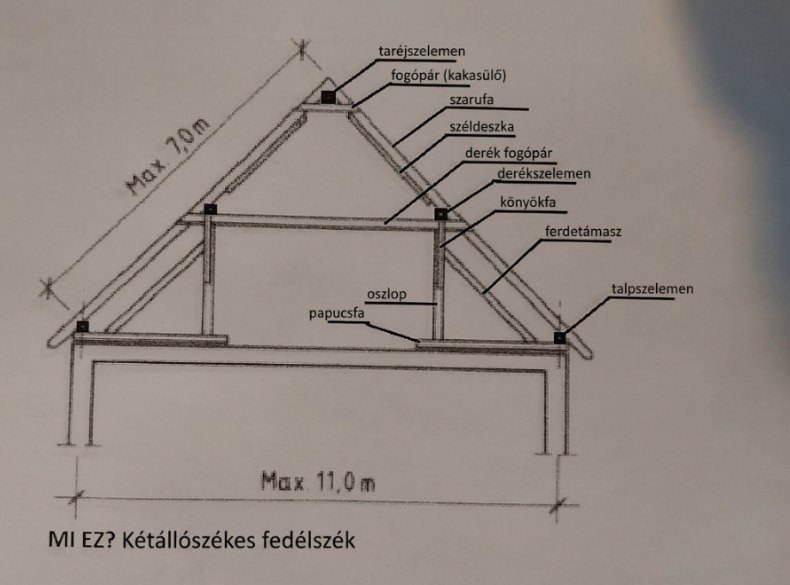 taréjszelemen
fogópár (kakasülő)
szarufa
széldeszka
derék fogópár
derékszelemen
könyökfa
ferdetámasz
talpszelemen
oszlop
papucsfa
Max. 7,0 m
Max 11,0 m
MI EZ? Kétállószékes fedélszék